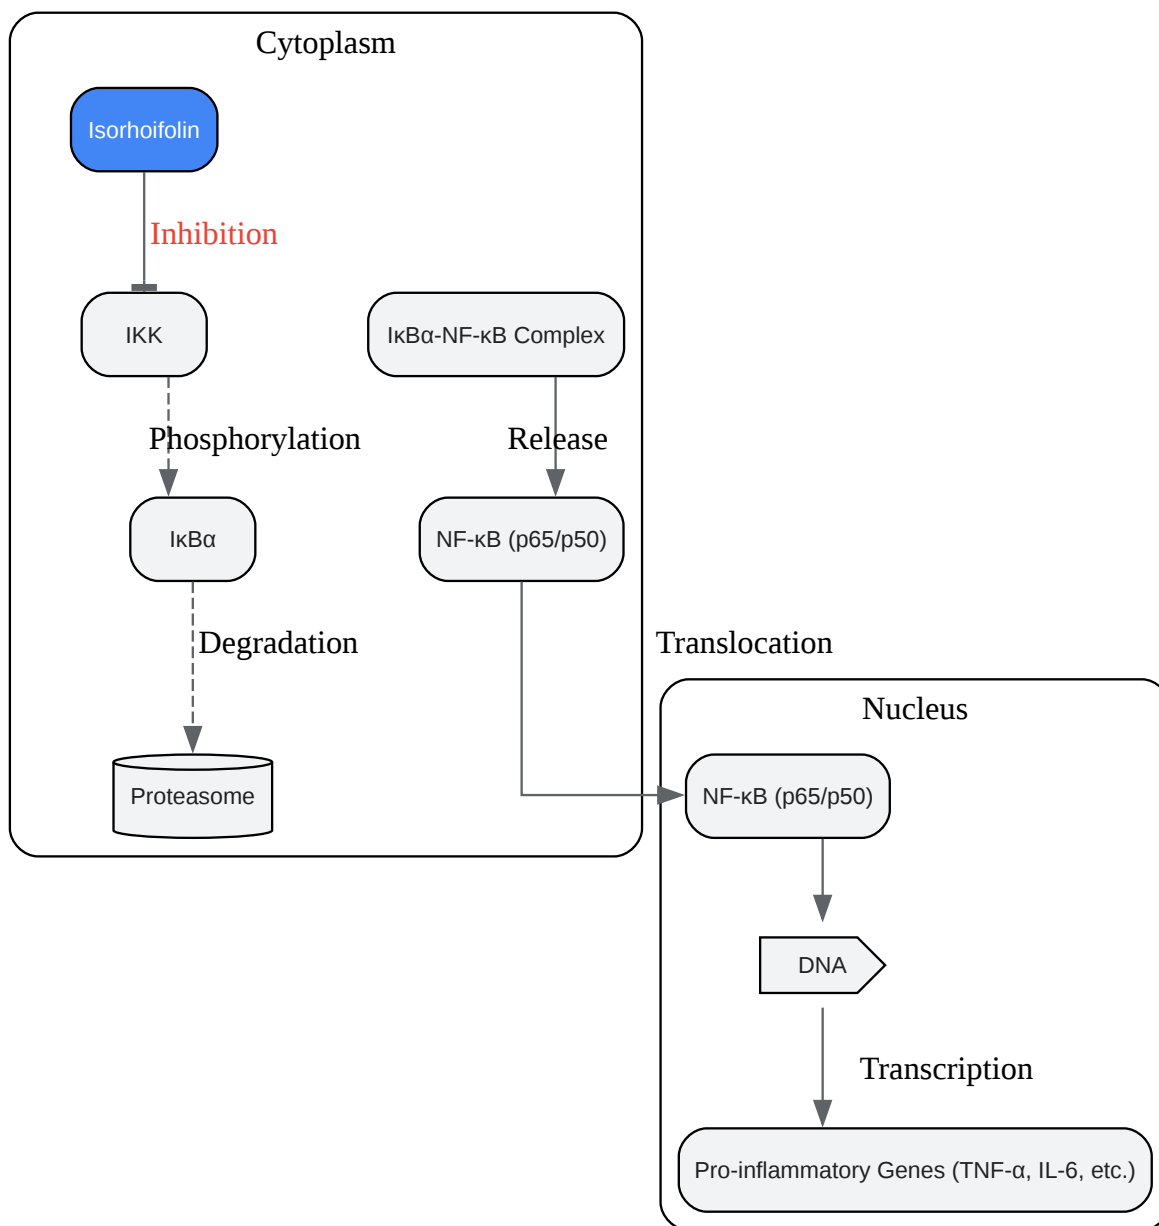 Cytoplasm
Isorhoifolin
Inhibition
IKK
IκBα-NF-κB Complex
Phosphorylation
Release
IκBα
NF-κB (p65/p50)
Degradation
Translocation
Nucleus
Proteasome
NF-κB (p65/p50)
DNA
Transcription
Pro-inflammatory Genes (TNF-α, IL-6, etc.)